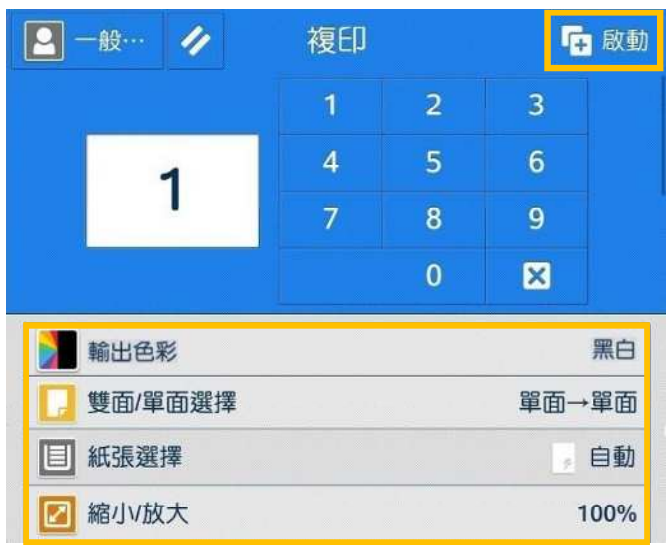 一般… 複印 啟動
1 2 3
4 5 6
1
7 8 9
0
輸出色彩 黑白
雙面/單面選擇 單面→單面
紙張選擇 自動
縮小/放大 100%